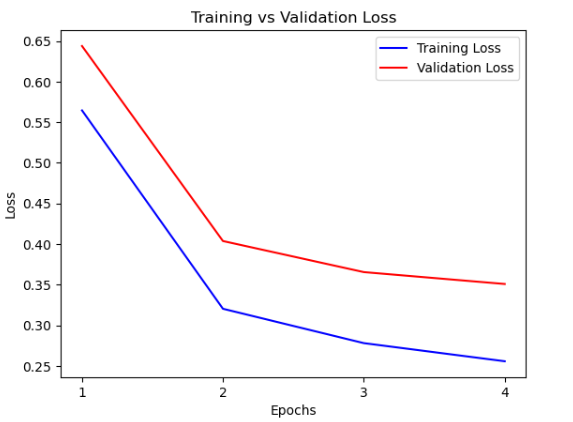 Training vs Validation Loss
Training Loss
Validation Loss
0.65
0.60
0.55
0.50
0.45
0.40
0.35
0.30
0.25
Loss
1
2
3
4
Epochs